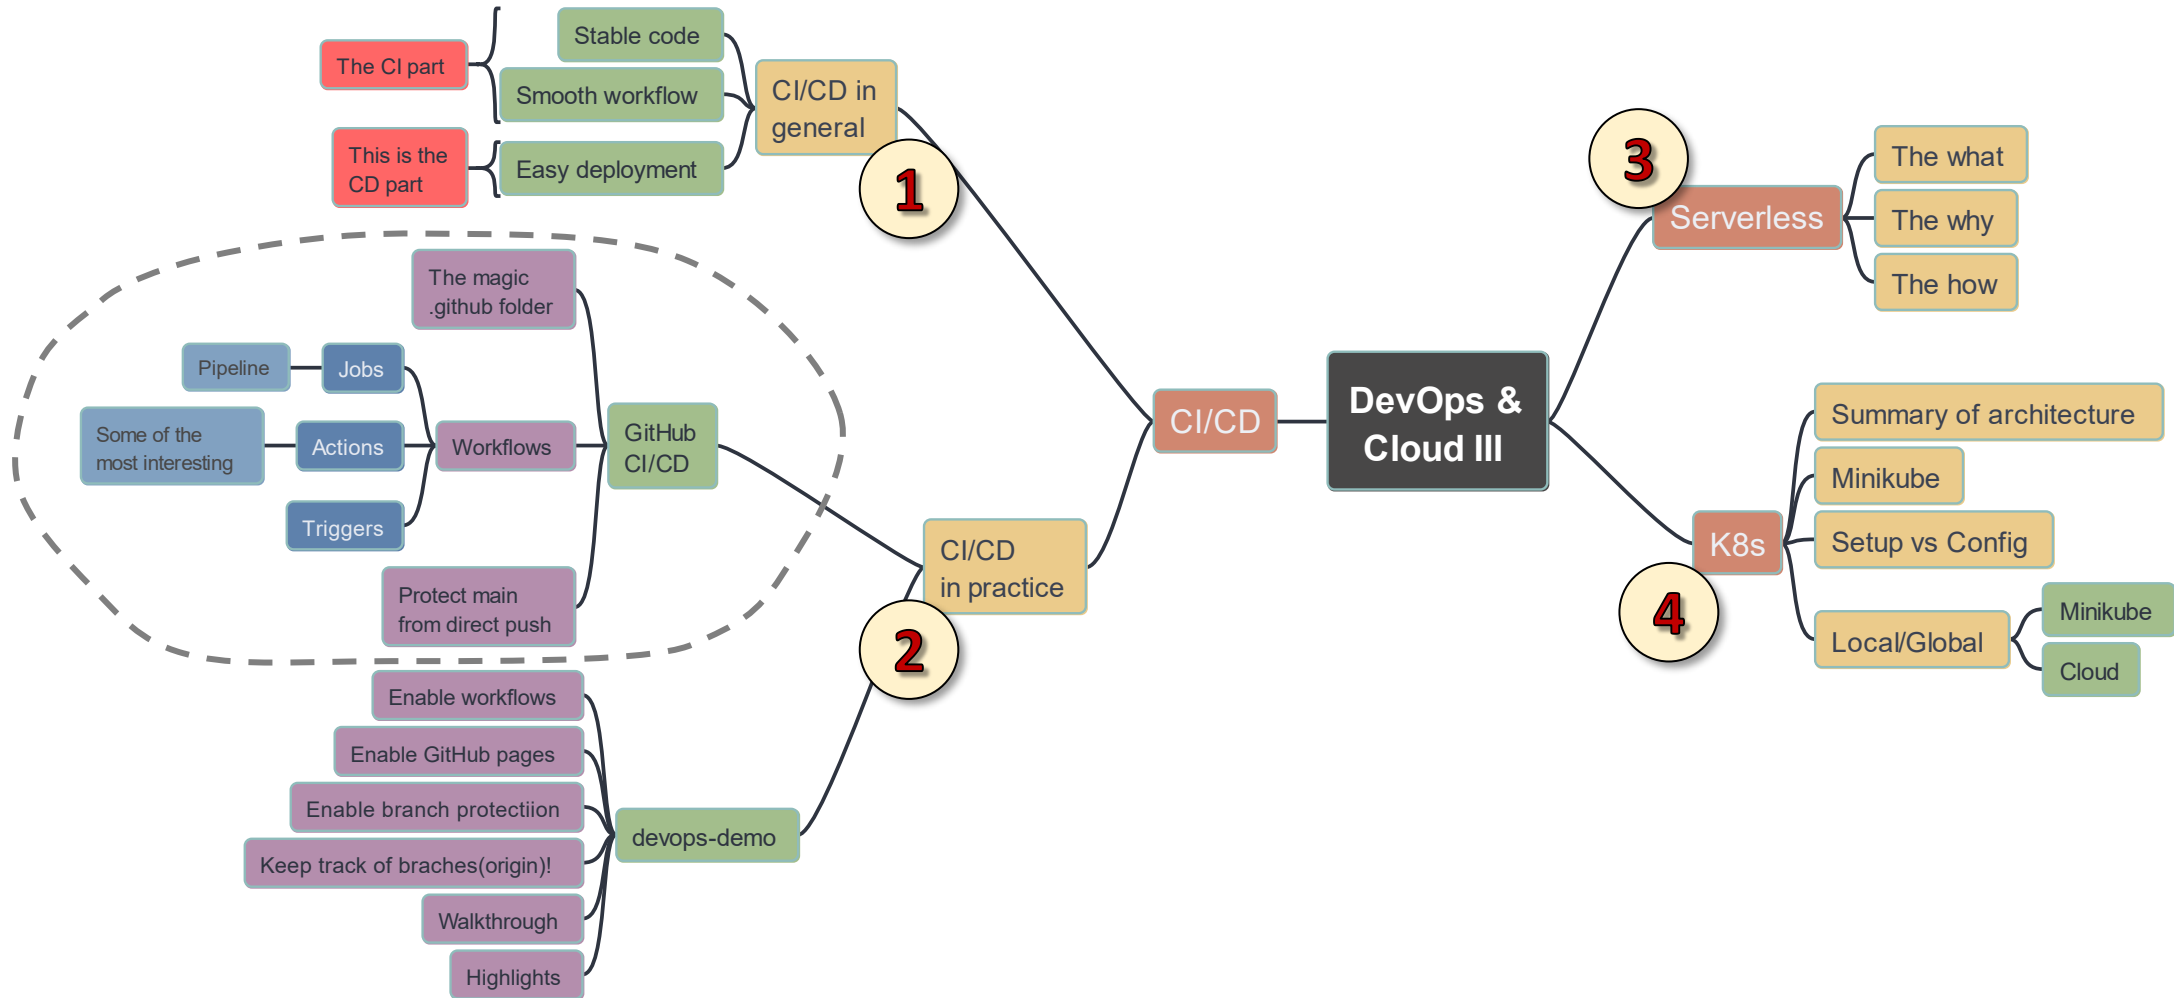 Stable code
The CI part
Smooth workflow
CI/CD in
general
This is the
CD part
Easy deployment
1
The magic
.github folder
Pipeline
Jobs
Some of the
most interesting
Actions
Workflows
GitHub
CI/CD
Triggers
Protect main
from direct push
CI/CD
in practice
2
Enable workflows
Enable GitHub pages
Enable branch protectiion
Keep track of braches(origin)!
devops-demo
Walkthrough
Highlights
CI/CD
DevOps &
Cloud III
3
Serverless
The what
The why
The how
K8s
4
Summary of architecture
Minikube
Setup vs Config
Local/Global
Minikube
Cloud